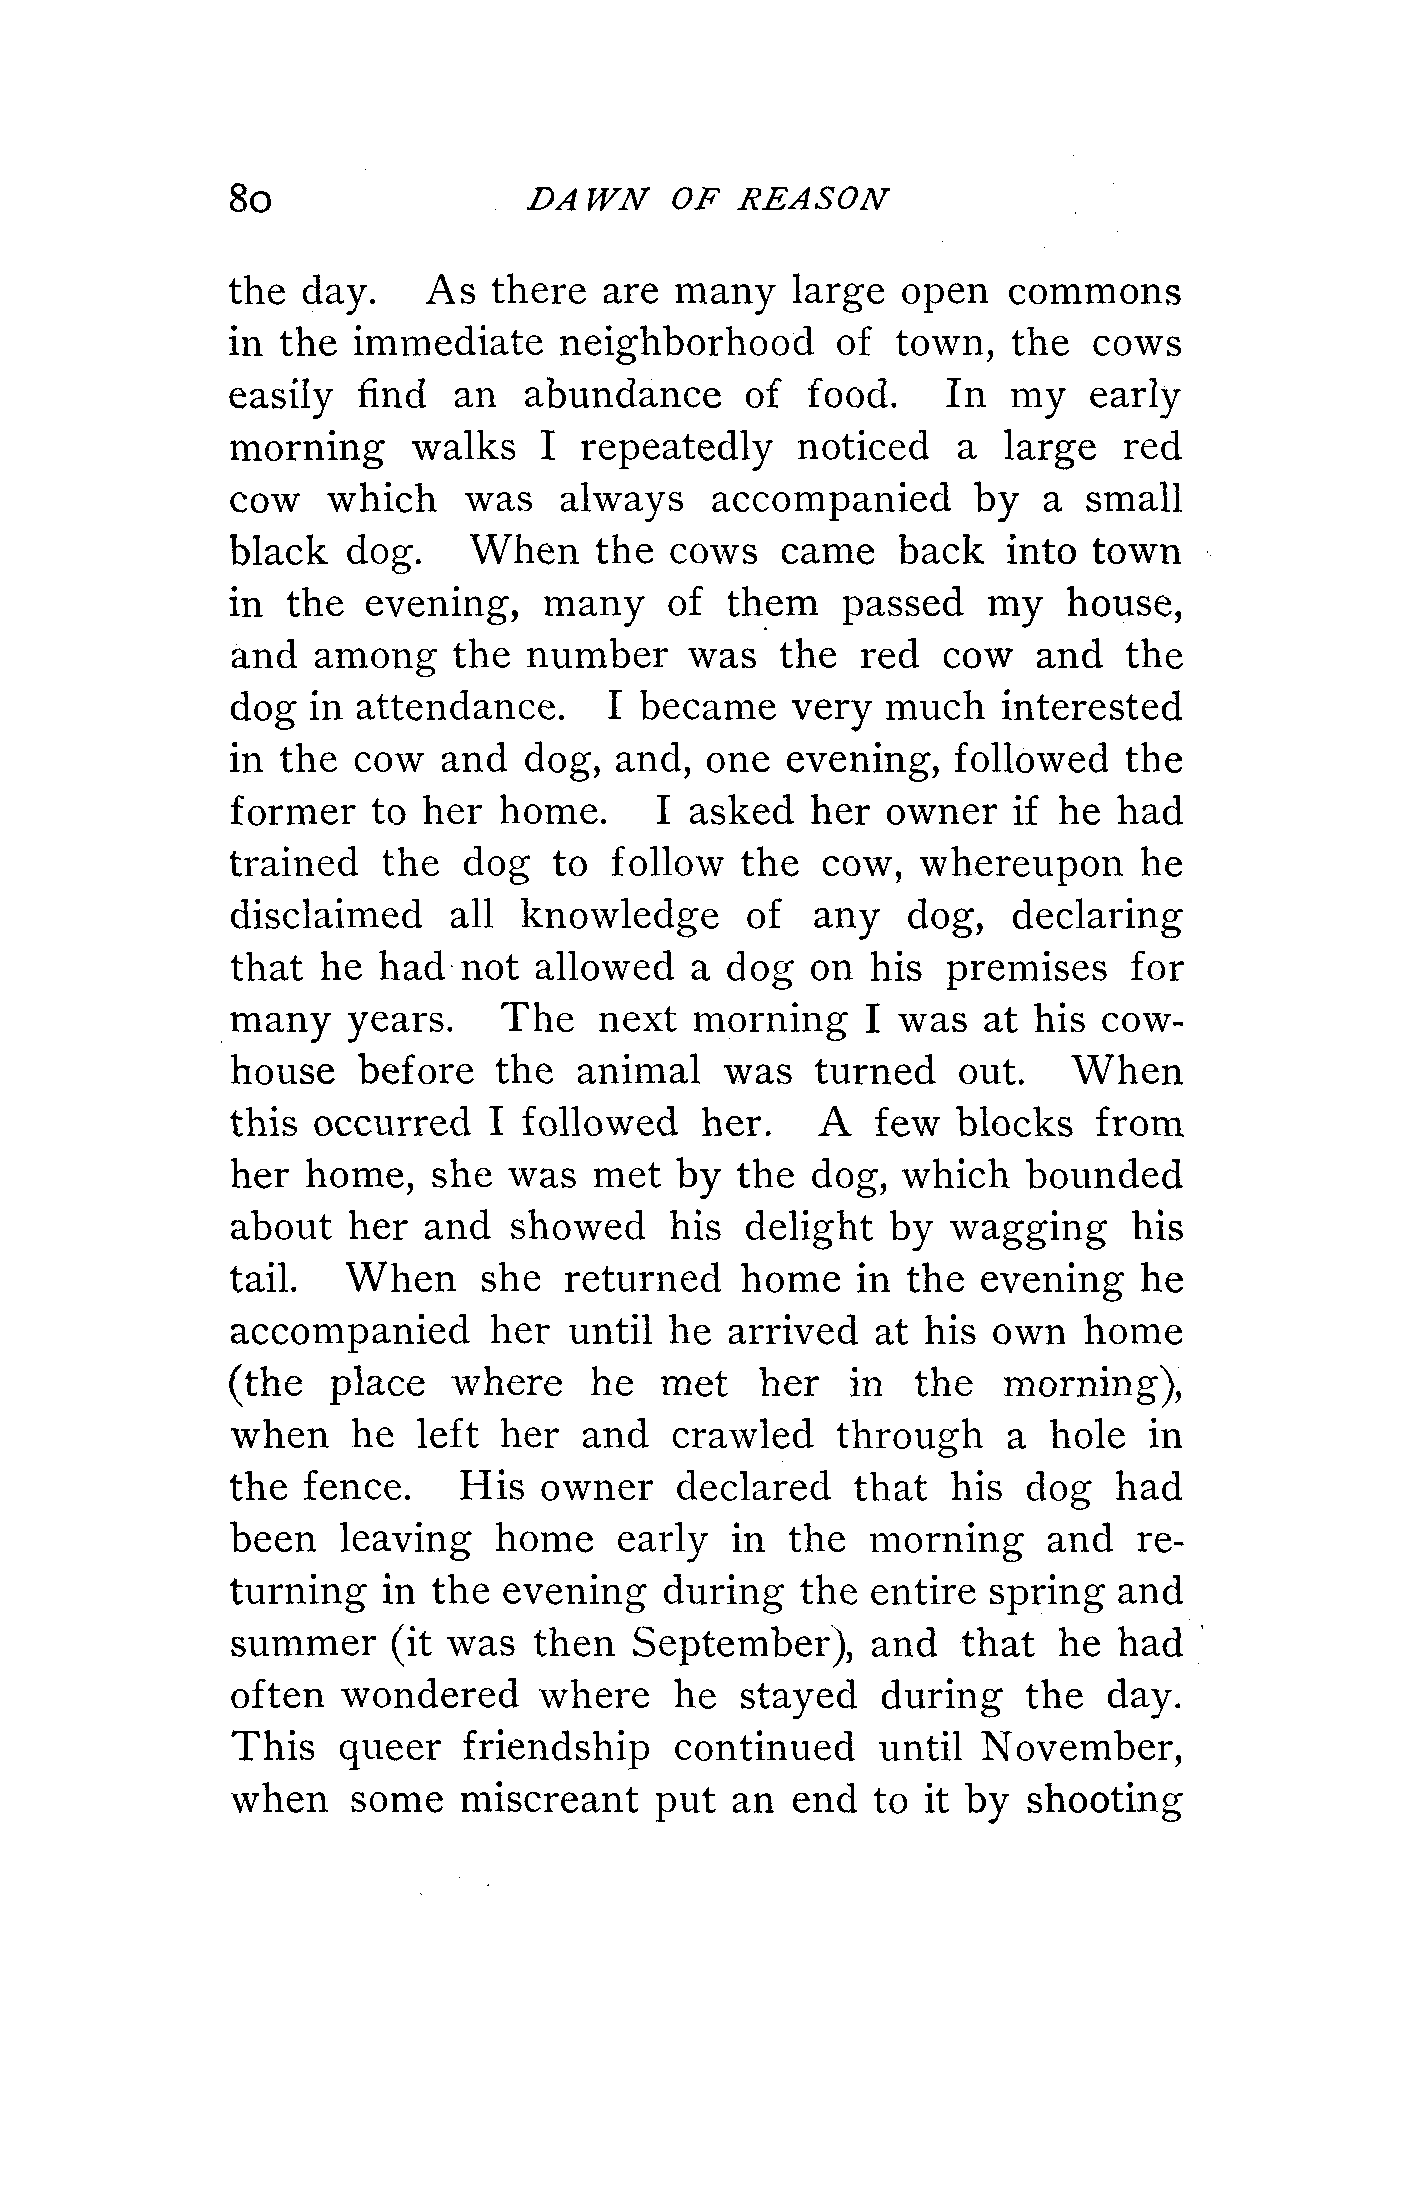 80 DAWN OF REASON
the day. As there are many large open commons
in the immediate neighborhood of town, the cows
easily find an abundance of food. In my early
morning walks I repeatedly noticed a large red
cow which was always accompanied by a small
black dog. When the cows came back into town
in the evening, many of them passed my house,
and among the number was the red cow and the
dog in attendance. I became very much interested
in the cow and dog, and, one evening, followed the
former to her home. I asked her owner if he had
trained the dog to follow the cow, whereupon he
disclaimed all knowledge of any dog, declaring
that he had not allowed a dog on his premises for
many years. The next morning I was at his cow-
house before the animal was turned out. When
this occurred I followed her. A few blocks from
her home, she was met by the dog, which bounded
about her and showed his delight by wagging his
tail. When she returned home in the evening he
accompanied her until he arrived at his own home
(the place where he met her in the morning),
when he left her and crawled through a hole in
the fence. His owner declared that his dog had
been leaving home early in the morning and re-
turning in the evening during the entire spring and
summer (it was then September), and that he had
often wondered where he stayed during the day.
This queer friendship continued until November,
when some miscreant put an end to it by shooting